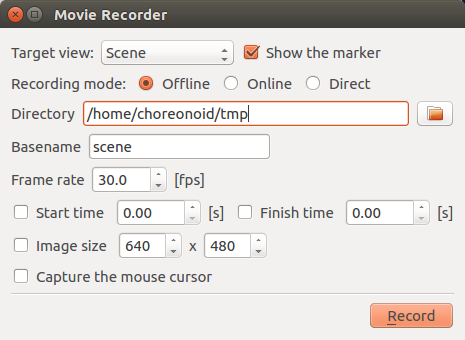 Movie Recorder
Target view: Scene Show the marker
Recording mode: Offline Online Direct
Directory /home/choreonoid/tmp
Basename scene
Frame rate 30.0 [fps]
Start time 0.00 [s] Finish time 0.00 [s]
Image size 640 x 480
Capture the mouse cursor
Record